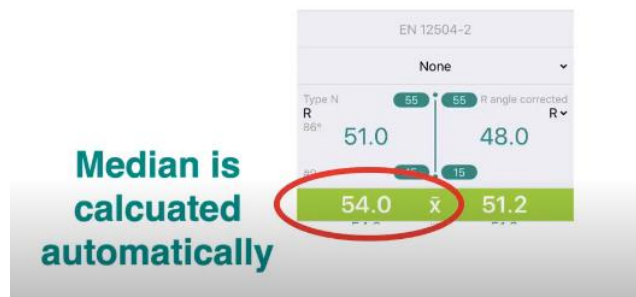 EN 12504-2
None
Type N 55 55 R angle corrected
R R
86°
51.0 48.0
15
54.0 x̄ 51.2
Median is
calcuated
automatically